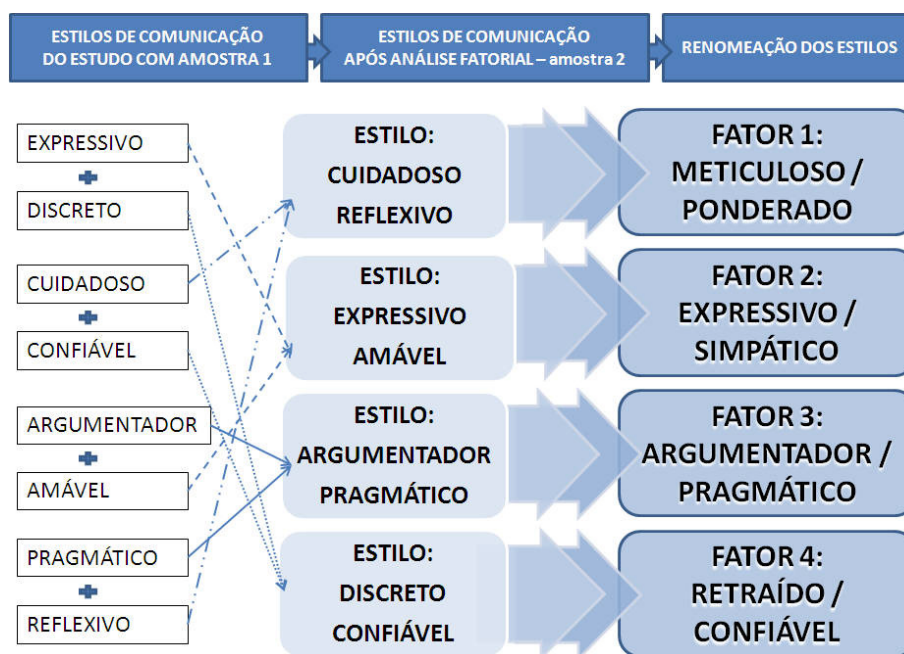 ESTILOS DE COMUNICAÇÃO
DO ESTUDO COM AMOSTRA 1
ESTILOS DE COMUNICAÇÃO
APÓS ANÁLISE FATORIAL – amostra 2
RENOMEAÇÃO DOS ESTILOS
EXPRESSIVO
DISCRETO
CUIDADOSO
CONFIÁVEL
ARGUMENTADOR
AMÁVEL
PRAGMÁTICO
REFLEXIVO
ESTILO:
CUIDADOSO
REFLEXIVO
ESTILO:
EXPRESSIVO
AMÁVEL
ESTILO:
ARGUMENTADOR
PRAGMÁTICO
ESTILO:
DISCRETO
CONFIÁVEL
FATOR 1:
METICULOSO /
PONDERADO
FATOR 2:
EXPRESSIVO /
SIMPÁTICO
FATOR 3:
ARGUMENTADOR /
PRAGMÁTICO
FATOR 4:
RETRAÍDO /
CONFIÁVEL